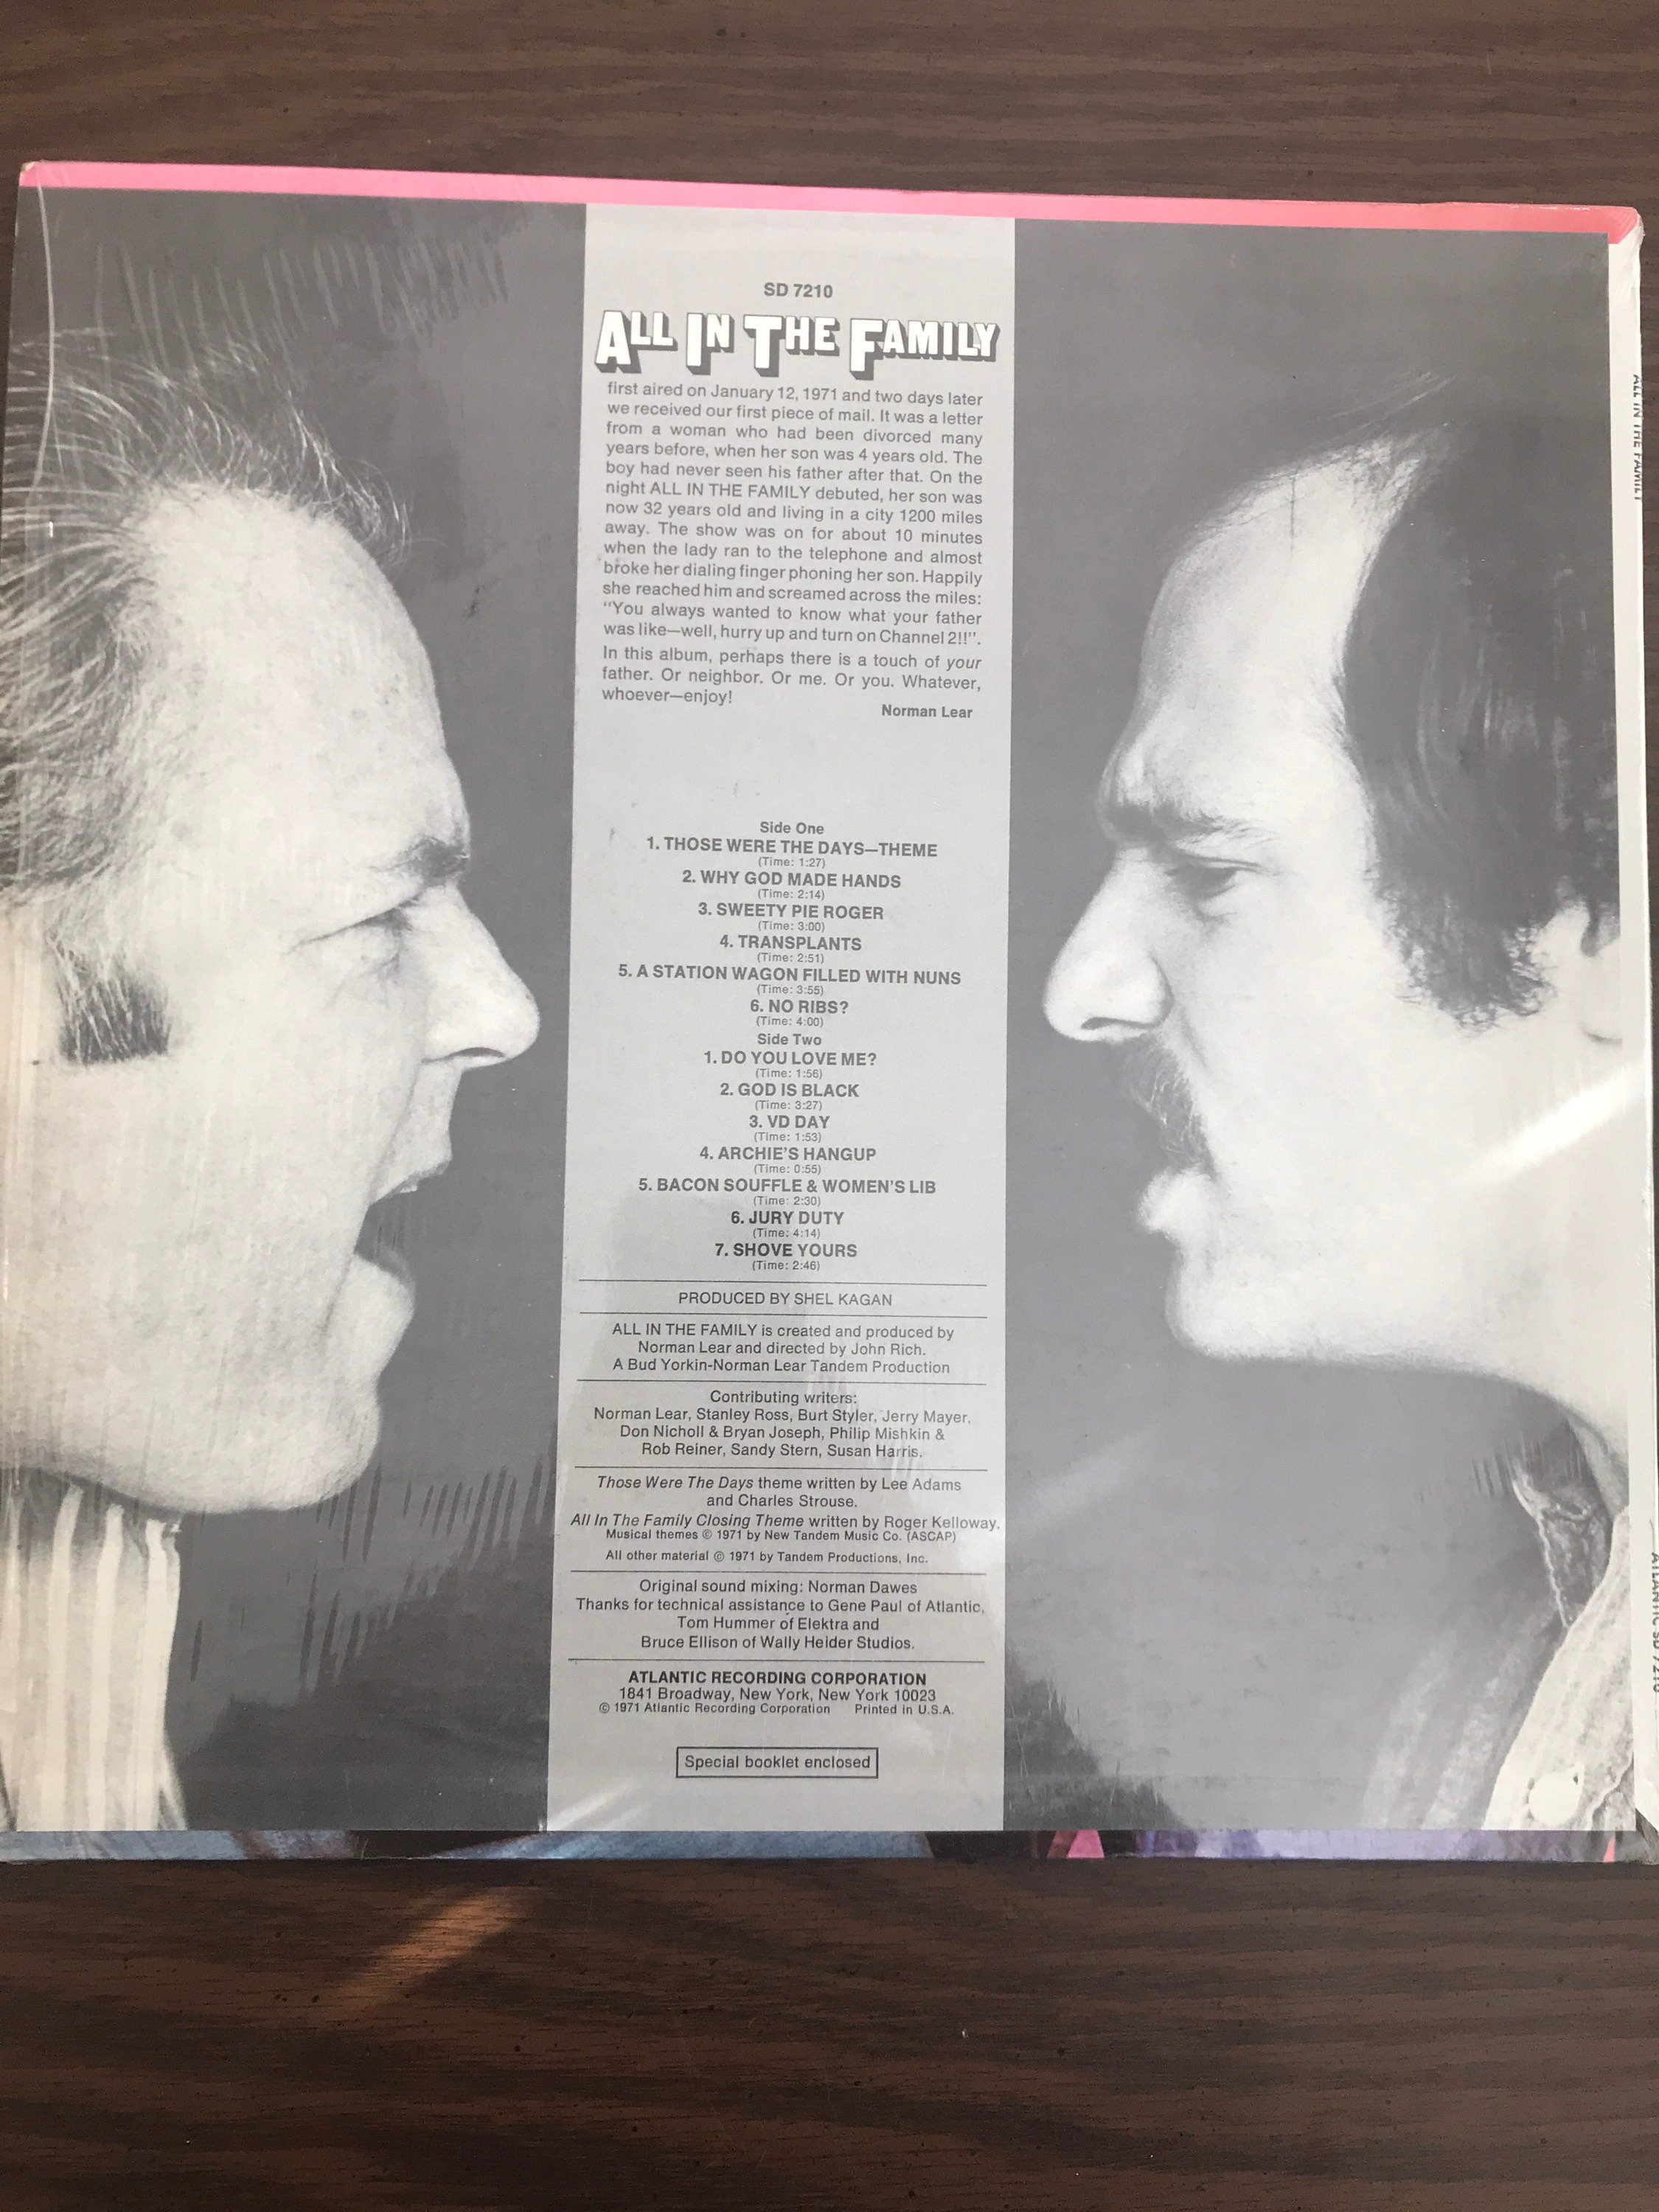 SD 7210
ALL IN THE FAMILY
first aired on January 12, 1971 and two days later
we received our first piece of mail. It was a letter
from a woman who had been divorced many
years before, when her son was 4 years old. The
boy had never seen his father after that. On the
night ALL IN THE FAMILY debuted, her son was
now 32 years old and living in a city 1200 miles
away. The show was on for about 10 minutes
when the lady ran to the telephone and almost
broke her dialing finger phoning her son. Happily
she reached him and screamed across the miles:
"You always wanted to know what your father
was like—well, hurry up and turn on Channel 2!!".
In this album, perhaps there is a touch of your
father. Or neighbor. Or me. Or you. Whatever,
whoever—enjoy!
Norman Lear
Side One
1. THOSE WERE THE DAYS—THEME
(Time: 1:27)
2. WHY GOD MADE HANDS
(Time: 2:14)
3. SWEETY PIE ROGER
(Time: 3:00)
4. TRANSPLANTS
(Time: 2:51)
5. A STATION WAGON FILLED WITH NUNS
(Time: 3:55)
6. NO RIBS?
(Time: 4:00)
Side Two
1. DO YOU LOVE ME?
(Time: 1:56)
2. GOD IS BLACK
(Time: 3:27)
3. VD DAY
(Time: 1:53)
4. ARCHIE'S HANGUP
(Time: 0:55)
5. BACON SOUFFLE & WOMEN'S LIB
(Time: 2:30)
6. JURY DUTY
(Time: 4:14)
7. SHOVE YOURS
(Time: 2:46)
PRODUCED BY SHEL KAGAN
ALL IN THE FAMILY is created and produced by
Norman Lear and directed by John Rich.
A Bud Yorkin-Norman Lear Tandem Production
Contributing writers:
Norman Lear, Stanley Ross, Burt Styler, Jerry Mayer,
Don Nicholl & Bryan Joseph, Philip Mishkin &
Rob Reiner, Sandy Stern, Susan Harris.
Those Were The Days theme written by Lee Adams
and Charles Strouse.
All In The Family Closing Theme written by Roger Kelloway.
Musical themes © 1971 by New Tandem Music Co. (ASCAP)
All other material © 1971 by Tandem Productions, Inc.
Original sound mixing: Norman Dawes
Thanks for technical assistance to Gene Paul of Atlantic,
Tom Hummer of Elektra and
Bruce Ellison of Wally Heider Studios.
ATLANTIC RECORDING CORPORATION
1841 Broadway, New York, New York 10023
© 1971 Atlantic Recording Corporation Printed in U.S.A.
Special booklet enclosed
ALL IN THE FAMILY
ATLANTIC SD 7210